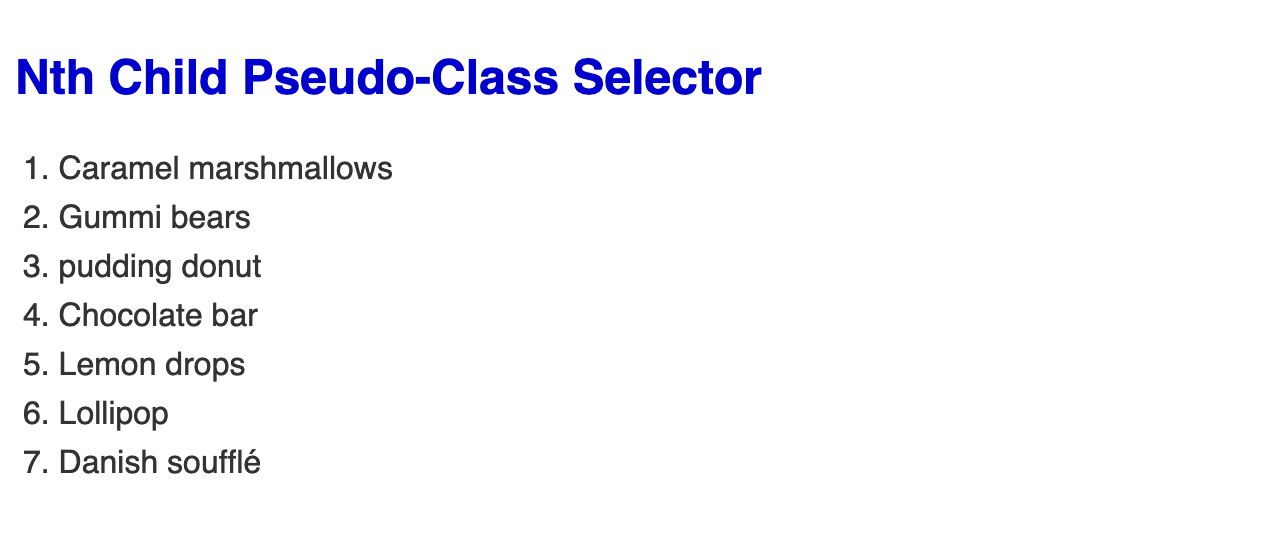 Nth Child Pseudo-Class Selector
1. Caramel marshmallows
2. Gummi bears
3. pudding donut
4. Chocolate bar
5. Lemon drops
6. Lollipop
7. Danish soufflé